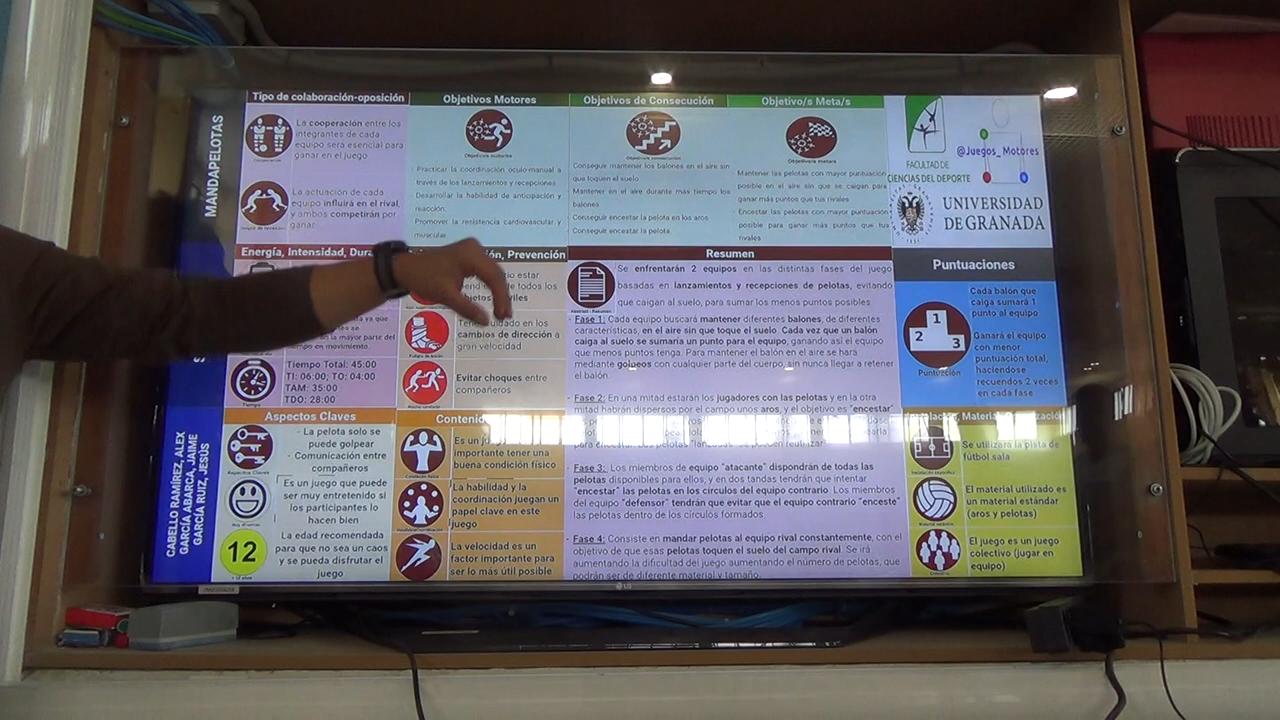 MANDAPELOTAS
CABELLO RAMÍREZ, ALEX
GARCÍA ABARCA, JAIME
GARCÍA RUIZ, JESÚS
Tipo de colaboración-oposición
La cooperación entre los
integrantes de cada
equipo será esencial para
ganar en el juego
La actuación de cada
equipo influirá en el rival,
y ambos competirán por
ganar
Objetivos Motores
Practicar la coordinación oculo-manual a
través de los lanzamientos y recepciones
Desarrollar la habilidad de anticipación y
reacción.
Promover la resistencia cardiovascular y
muscular
Objetivos de Consecución
Conseguir mantener los balones en el aire sin
que toquen el suelo
Mantener en el aire durante mas tiempo los
balones
Conseguir encestar la pelota en los aros
Conseguir encestar la pelota.
Objetivo/s Meta/s
Mantener las pelotas con mayor puntuación
posible en el aire sin que se caigan para
ganar más puntos que tus rivales
Encestar las pelotas con mayor puntuación
posible para ganar más puntos que tus
rivales
FACULTAD DE
CIENCIAS DEL DEPORTE
@Juegos_Motores
UNIVERSIDAD
DE GRANADA
Energía, Intensidad,
la mayor parte del
en movimiento.
Tiempo
Tiempo Total: 45:00
TI: 06:00; TO: 04:00
TAM: 35:00
TDO: 28:00
Prevención
estar
de todos los
cambios de dirección a
gran velocidad
Evitar choques entre
compañeros
Resumen
Se enfrentarán 2 equipos en las distintas fases del juego
basadas en lanzamientos y recepciones de pelotas, evitando
que caigan al suelo, para sumar los menos puntos posibles
Fase 1: Cada equipo buscará mantener diferentes balones, de diferentes
características, en el aire sin que toque el suelo. Cada vez que un balón
caiga al suelo se sumaría un punto para el equipo, ganando así el equipo
que menos puntos tenga. Para mantener el balón en el aire se hará
mediante golpeos con cualquier parte del cuerpo, sin nunca llegar a retener
el balón.
Fase 2: En una mitad estarán los jugadores con las pelotas y en la otra
mitad habrán dispersos por el campo unos aros, y el objetivo es "encestar"
Fase 3: Los miembros de equipo "atacante" dispondrán de todas las
pelotas disponibles para ellos, y en dos tandas tendrán que intentar
"encestar" las pelotas en los circulos del equipo contrario. Los miembros
del equipo "defensor" tendrán que evitar que el equipo contrario "enceste"
las pelotas dentro de los círculos formados.
Fase 4: Consiste en mandar pelotas al equipo rival constantemente, con el
objetivo de que esas pelotas toquen el suelo del campo rival. Se irá
aumentando la dificultad del juego aumentando el número de pelotas, que
podrán ser de diferente material y tamaño.
Puntuaciones
1
2
3
Puntuación
Cada balón que
caiga sumará 1
punto al equipo
Ganará el equipo
con menor
puntuación total,
haciendose
recuendos 2 veces
en cada fase
Aspectos Claves
Aspectos Claves
- La pelota solo se
puede golpear
- Comunicación entre
compañeros
Es un juego que puede
ser muy entretenido si
los participantes lo
hacen bien
12
La edad recomendada
para que no sea un caos
y se pueda disfrutar el
juego
Es un
importante tener una
buena condición físico
La habilidad y la
coordinación juegan un
papel clave en este
juego
La velocidad es un
factor importante para
ser lo más útil posible
Se utilizará la pista de
fútbol sala
El material utilizado es
un material estándar
(aros y pelotas)
El juego es un juego
colectivo (jugar en
equipo)
LG